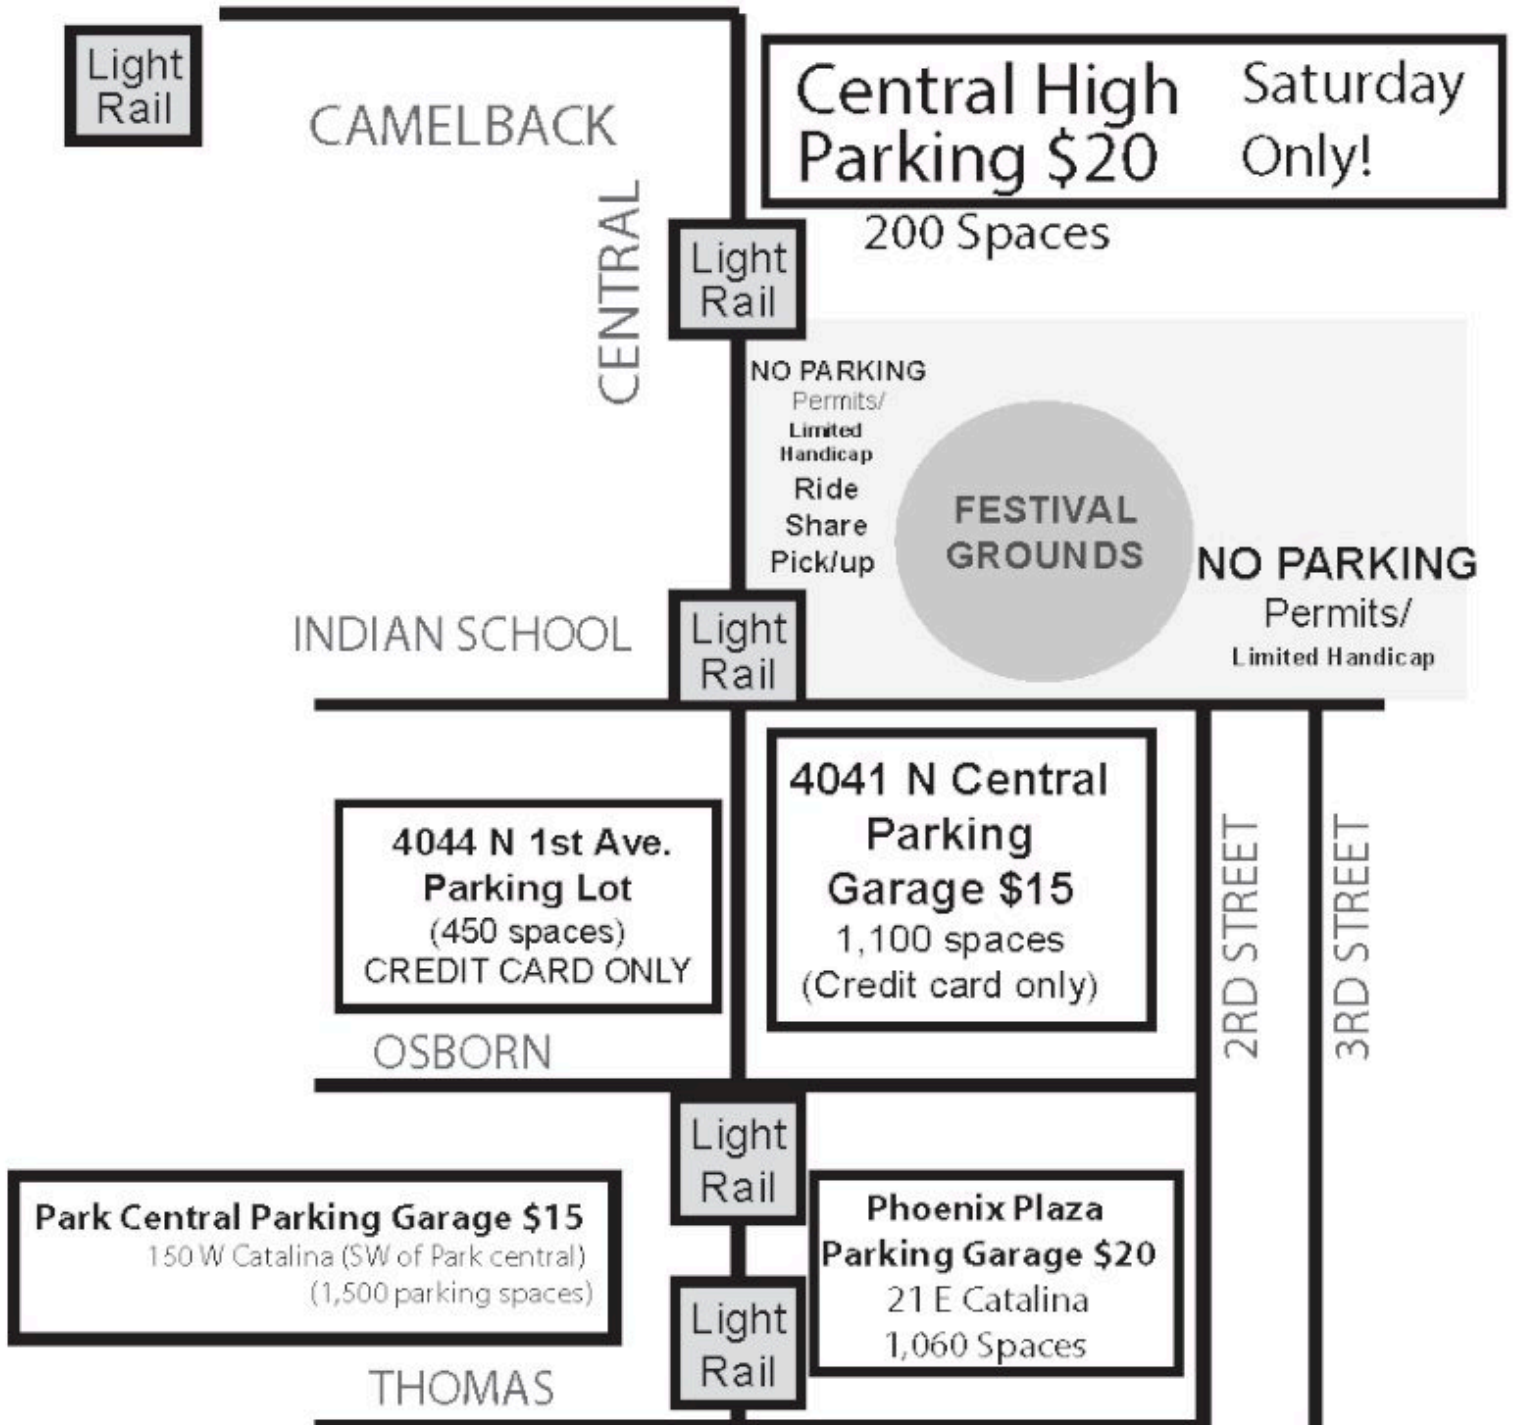 Light
Rail
CAMELBACK
CENTRAL
Central High
Parking $20
Saturday
Only!
200 Spaces
Light
Rail
NO PARKING
Permits/
Limited
Handicap
Ride
Share
Pick/up
FESTIVAL
GROUNDS
NO PARKING
Permits/
Limited Handicap
INDIAN SCHOOL
Light
Rail
4044 N 1st Ave.
Parking Lot
(450 spaces)
CREDIT CARD ONLY
4041 N Central
Parking
Garage $15
1,100 spaces
(Credit card only)
2RD STREET
3RD STREET
OSBORN
Light
Rail
Park Central Parking Garage $15
150 W Catalina (SW of Park central)
(1,500 parking spaces)
Phoenix Plaza
Parking Garage $20
21 E Catalina
1,060 Spaces
Light
Rail
THOMAS